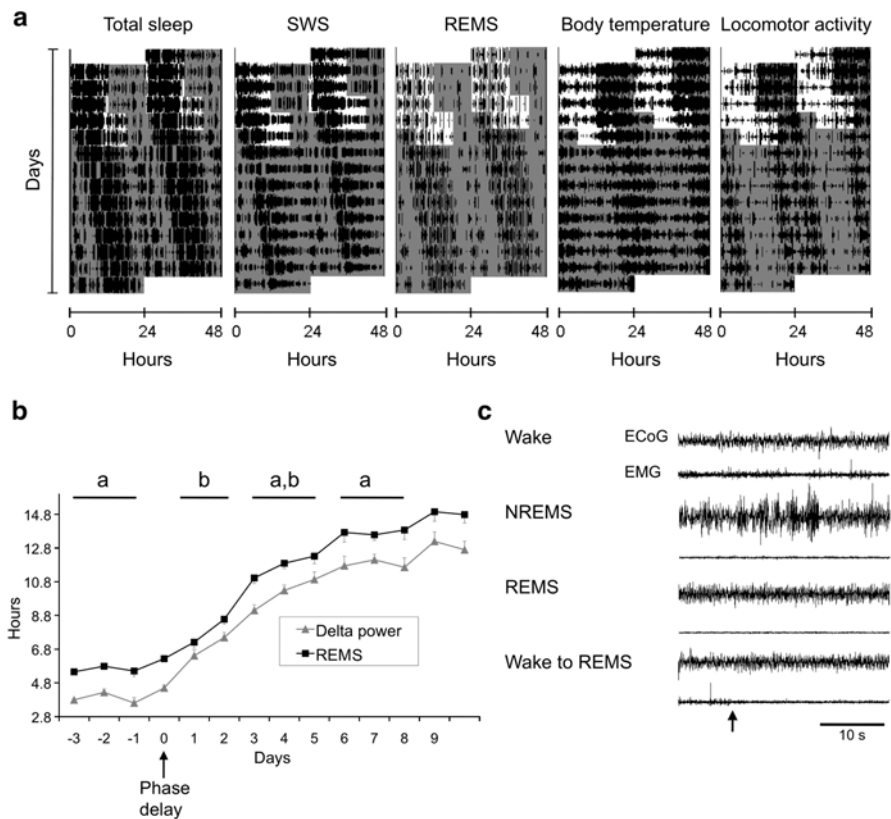 a
Total sleep SWS REMS Body temperature Locomotor activity
Days
0 24 48 0 24 48 0 24 48 0 24 48 0 24 48
Hours Hours Hours Hours Hours
b
a b a,b a
14.8
12.8
10.8
8.8
6.8
4.8
2.8
Hours
Delta power
REMS
-3 -2 -1 0 1 2 3 4 5 6 7 8 9
Days
Phase
delay
c
Wake ECoG
EMG
NREMS
REMS
Wake to REMS
10 s